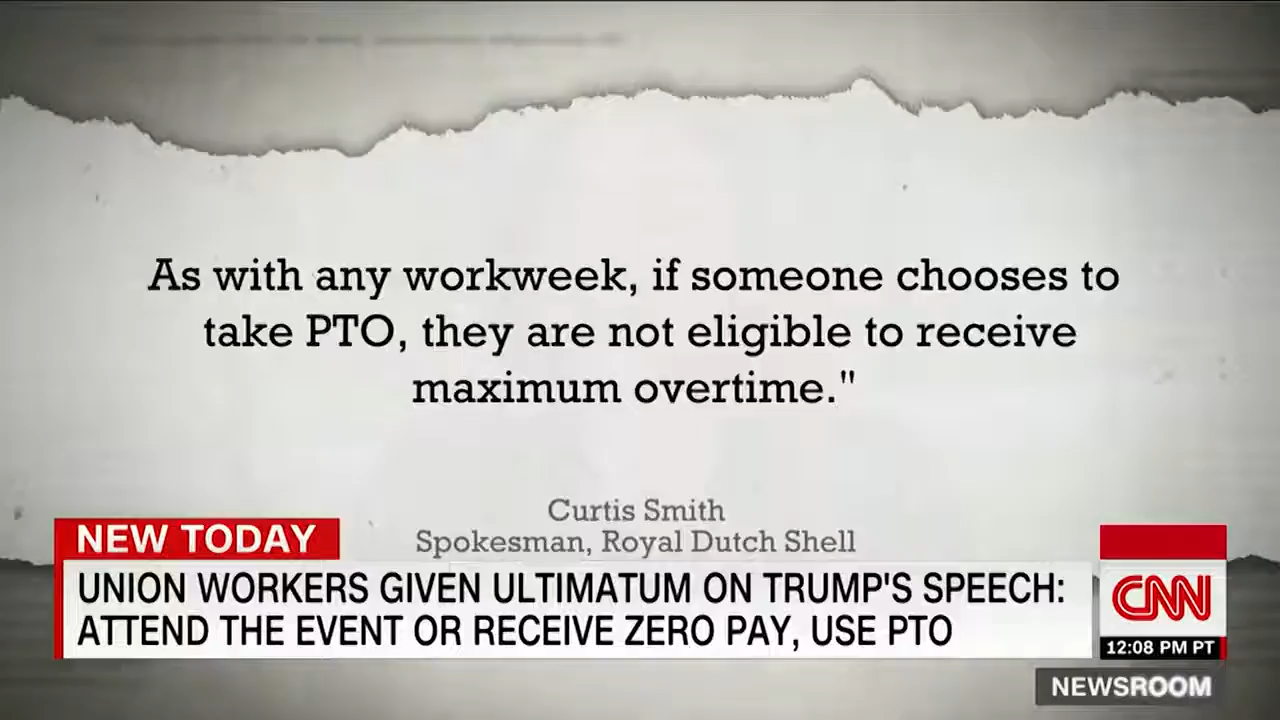 As with any workweek, if someone chooses to
take PTO, they are not eligible to receive
maximum overtime."
Curtis Smith
Spokesman, Royal Dutch Shell
NEW TODAY
UNION WORKERS GIVEN ULTIMATUM ON TRUMP'S SPEECH:
ATTEND THE EVENT OR RECEIVE ZERO PAY, USE PTO
CNN
12:08 PM PT
NEWSROOM